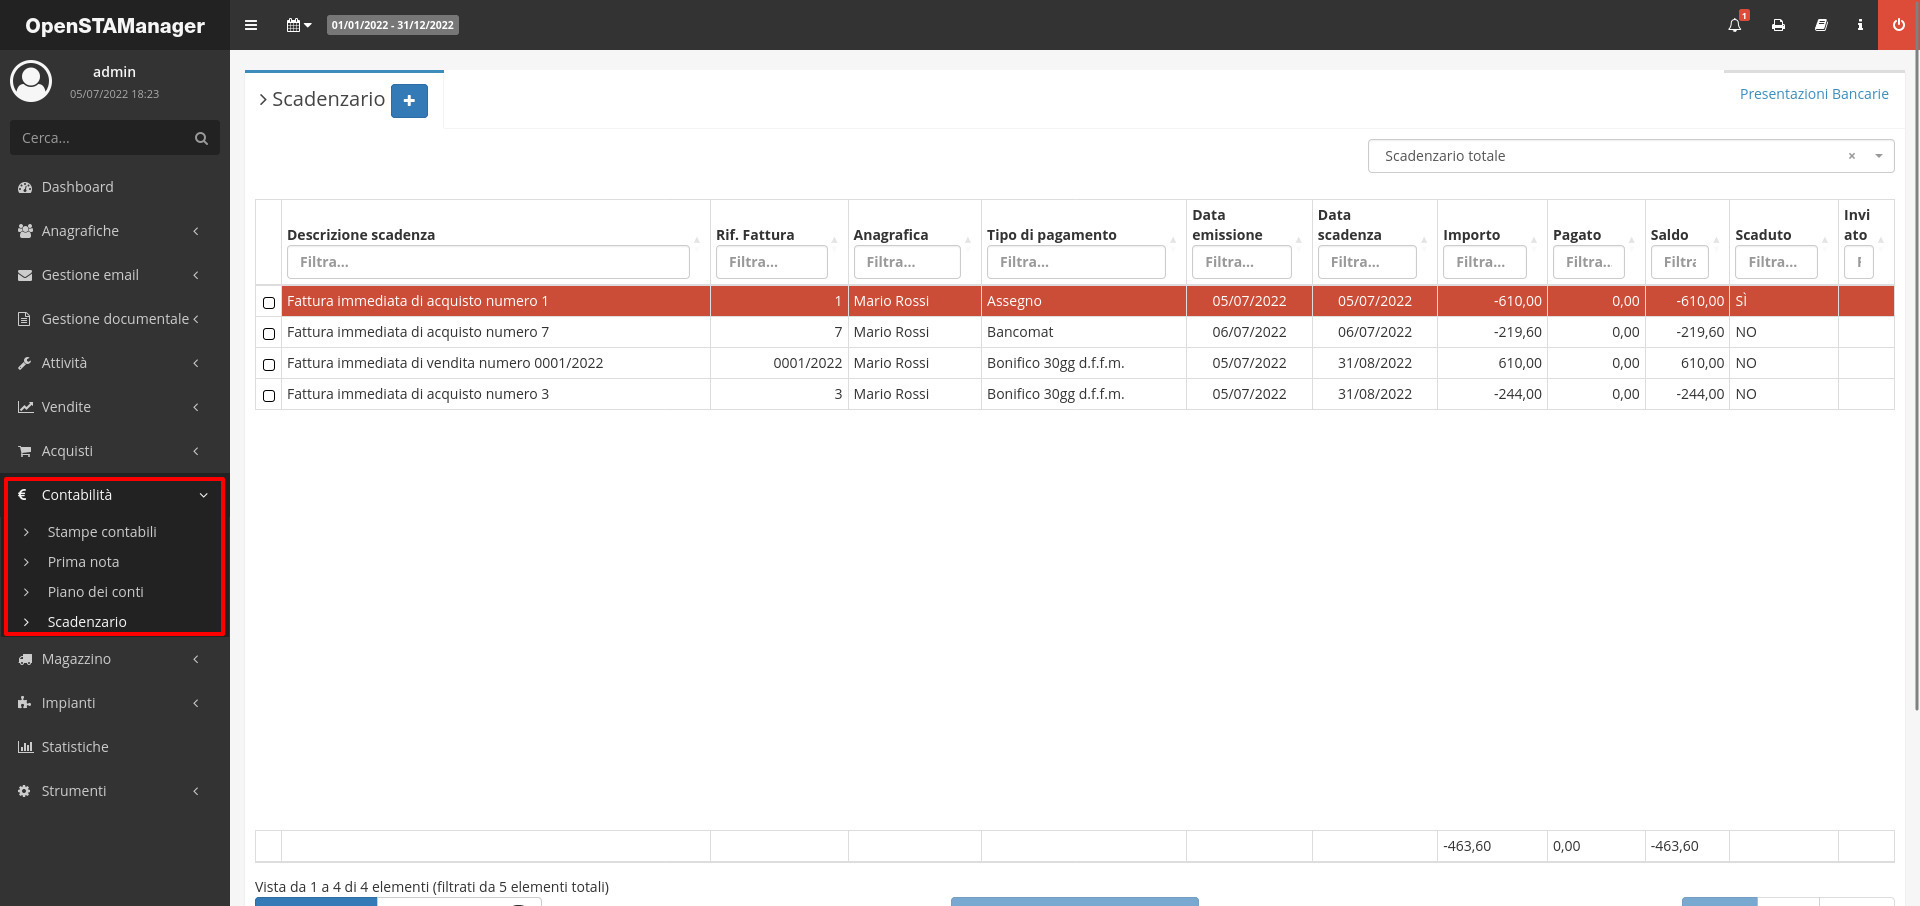 OpenSTAManager
01/01/2022 - 31/12/2022
1
admin
05/07/2022 18:23
Cerca...
Dashboard
Anagrafiche
Gestione email
Gestione documentale
Attività
Vendite
Acquisti
€ Contabilità
Stampe contabili
Prima nota
Piano dei conti
Scadenzario
Magazzino
Impianti
Statistiche
Strumenti
Scadenzario +
Presentazioni Bancarie
Scadenzario totale ×
Descrizione scadenza Rif. Fattura Anagrafica Tipo di pagamento Data emissione Data scadenza Importo Pagato Saldo Scaduto Inviato
Filtra... Filtra... Filtra... Filtra... Filtra... Filtra... Filtra... Filtra.. Filtra Filtra... F
Fattura immediata di acquisto numero 1 1 Mario Rossi Assegno 05/07/2022 05/07/2022 -610,00 0,00 -610,00 SÌ
Fattura immediata di acquisto numero 7 7 Mario Rossi Bancomat 06/07/2022 06/07/2022 -219,60 0,00 -219,60 NO
Fattura immediata di vendita numero 0001/2022 0001/2022 Mario Rossi Bonifico 30gg d.f.f.m. 05/07/2022 31/08/2022 610,00 0,00 610,00 NO
Fattura immediata di acquisto numero 3 3 Mario Rossi Bonifico 30gg d.f.f.m. 05/07/2022 31/08/2022 -244,00 0,00 -244,00 NO
-463,60 0,00 -463,60
Vista da 1 a 4 di 4 elementi (filtrati da 5 elementi totali)